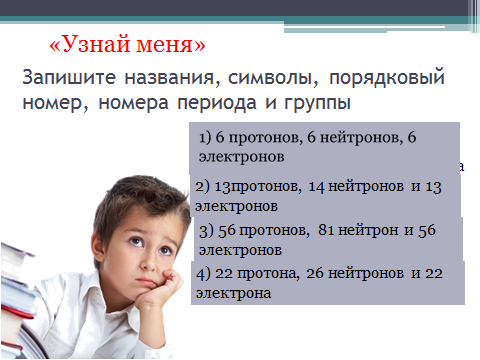 «Узнай меня»
Запишите названия, символы, порядковый
номер, номера периода и группы
1) 6 протонов, 6 нейтронов, 6
электронов
а
2) 13протонов, 14 нейтронов и 13
электронов
3) 56 протонов, 81 нейтрон и 56
электронов
4) 22 протона, 26 нейтронов и 22
электрона